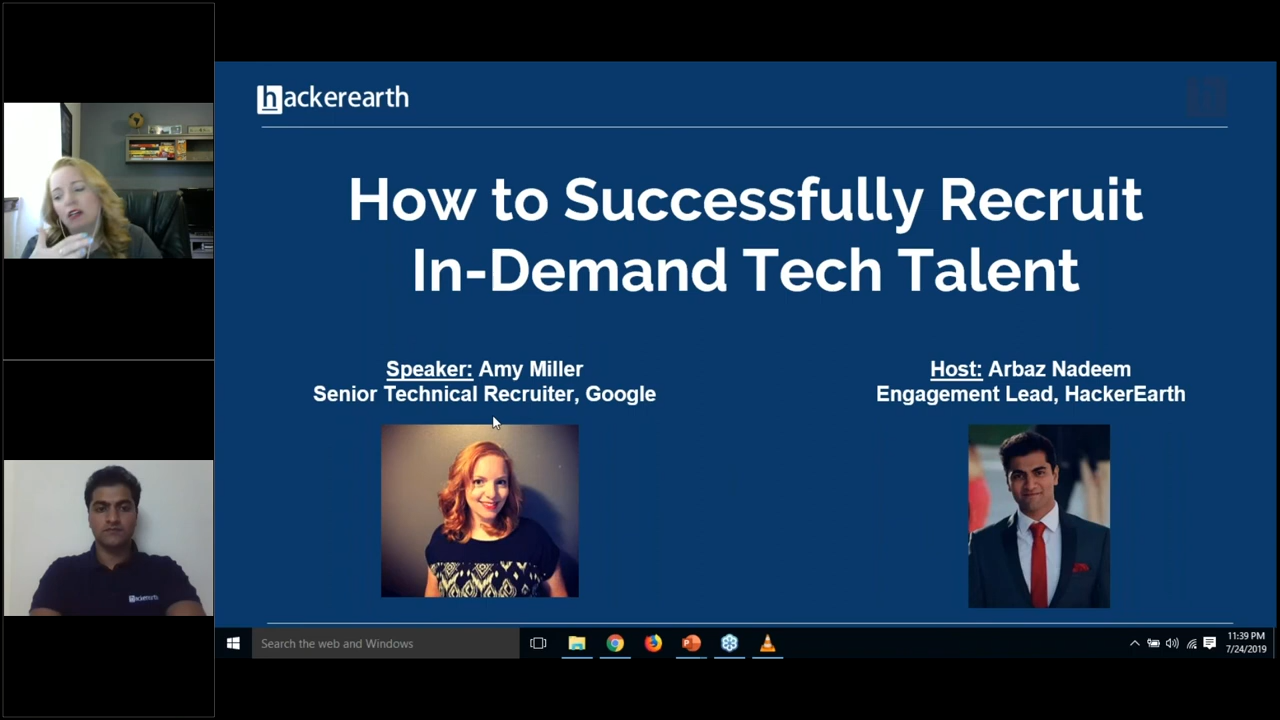 hackerearth
How to Successfully Recruit
In-Demand Tech Talent
Speaker: Amy Miller
Senior Technical Recruiter, Google
Host: Arbaz Nadeem
Engagement Lead, HackerEarth
hackerearth
Search the web and Windows
11:39 PM
7/24/2019